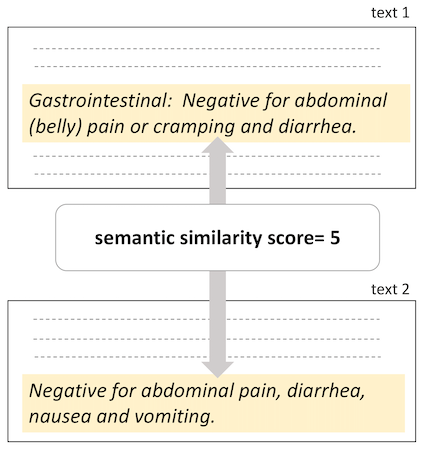 text 1
Gastrointestinal: Negative for abdominal
(belly) pain or cramping and diarrhea.
semantic similarity score= 5
text 2
Negative for abdominal pain, diarrhea,
nausea and vomiting.